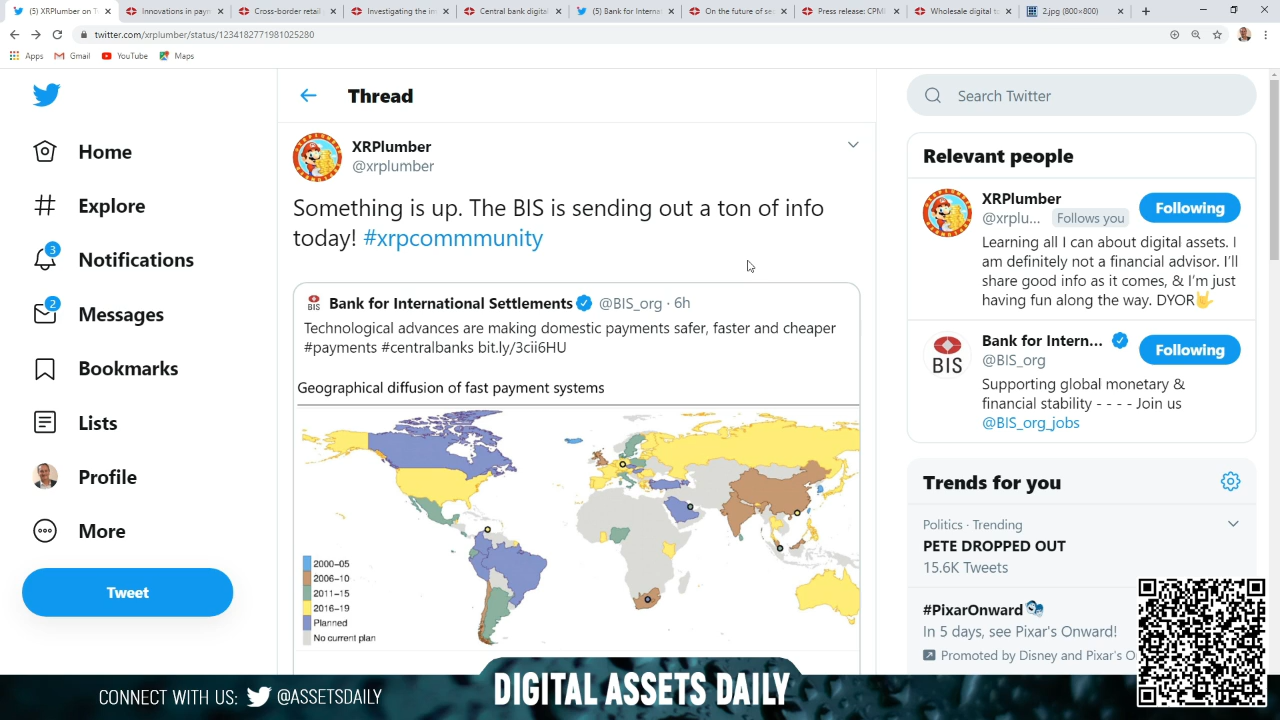 (5) XRPlumber on T
Innovations in paym
Cross-border retail
Investigating the im
Central bank digital
(5) Bank for Internat
On the future of sec
Press release: CPMI
Wholesale digital to
2.jpg (800×800)
twitter.com/xrplumber/status/1234182771981025280
Apps
Gmail
YouTube
Maps
Home
Explore
3
Notifications
2
Messages
Bookmarks
Lists
Profile
More
Tweet
Thread
XRPlumber
@xrplumber
Something is up. The BIS is sending out a ton of info
today! #xrpcommmunity
BIS
Bank for International Settlements
@BIS_org · 6h
Technological advances are making domestic payments safer, faster and cheaper
#payments #centralbanks bit.ly/3cii6HU
Geographical diffusion of fast payment systems
2000-05
2006-10
2011-15
2016-19
Planned
No current plan
Search Twitter
Relevant people
XRPlumber
@xrplu... Follows you
Following
Learning all I can about digital assets. I
am definitely not a financial advisor. I'll
share good info as it comes, & I'm just
having fun along the way. DYOR
BIS
Bank for Intern...
@BIS_org
Following
Supporting global monetary &
financial stability - - - - Join us
@BIS_org_jobs
Trends for you
Politics · Trending
PETE DROPPED OUT
15.6K Tweets
#PixarOnward
In 5 days, see Pixar's Onward!
Promoted by Disney and Pixar's O
CONNECT WITH US: @ASSETSDAILY
DIGITAL ASSETS DAILY